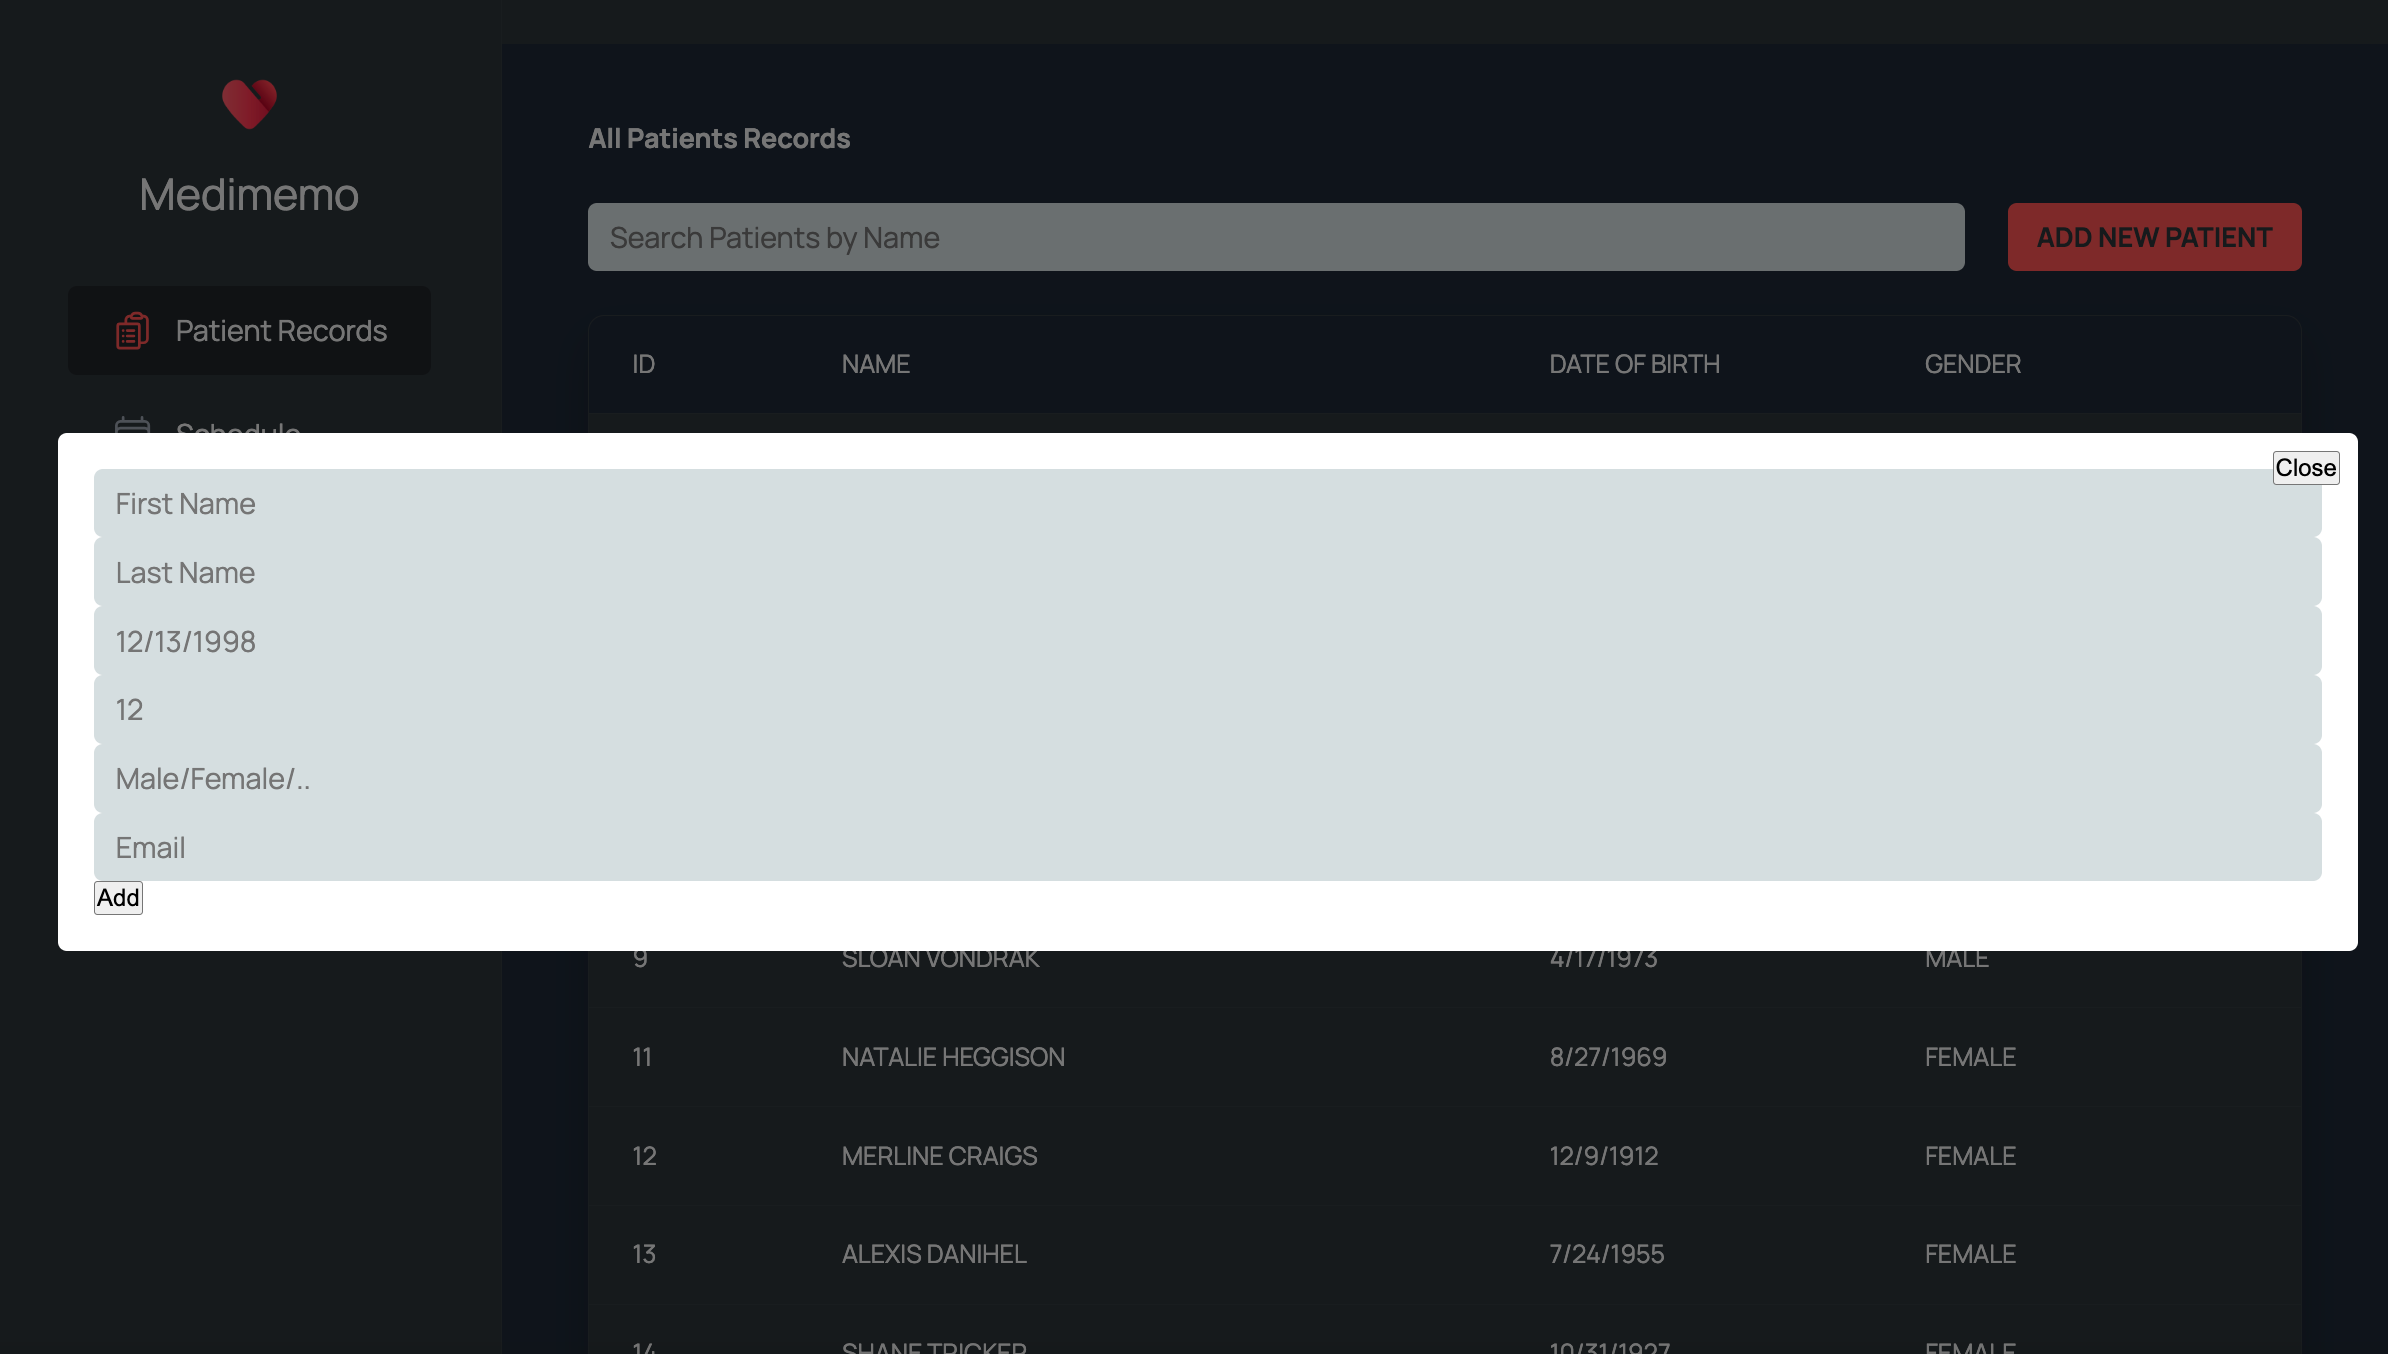 Medimemo
Patient Records
Schedule
All Patients Records
Search Patients by Name
ADD NEW PATIENT
ID NAME DATE OF BIRTH GENDER
Close
First Name
Last Name
12/13/1998
12
Male/Female/..
Email
Add
9 SLOAN VONDRAK 4/17/1973 MALE
11 NATALIE HEGGISON 8/27/1969 FEMALE
12 MERLINE CRAIGS 12/9/1912 FEMALE
13 ALEXIS DANIHEL 7/24/1955 FEMALE
14 SHANE TRICKER 10/31/1927 FEMALE